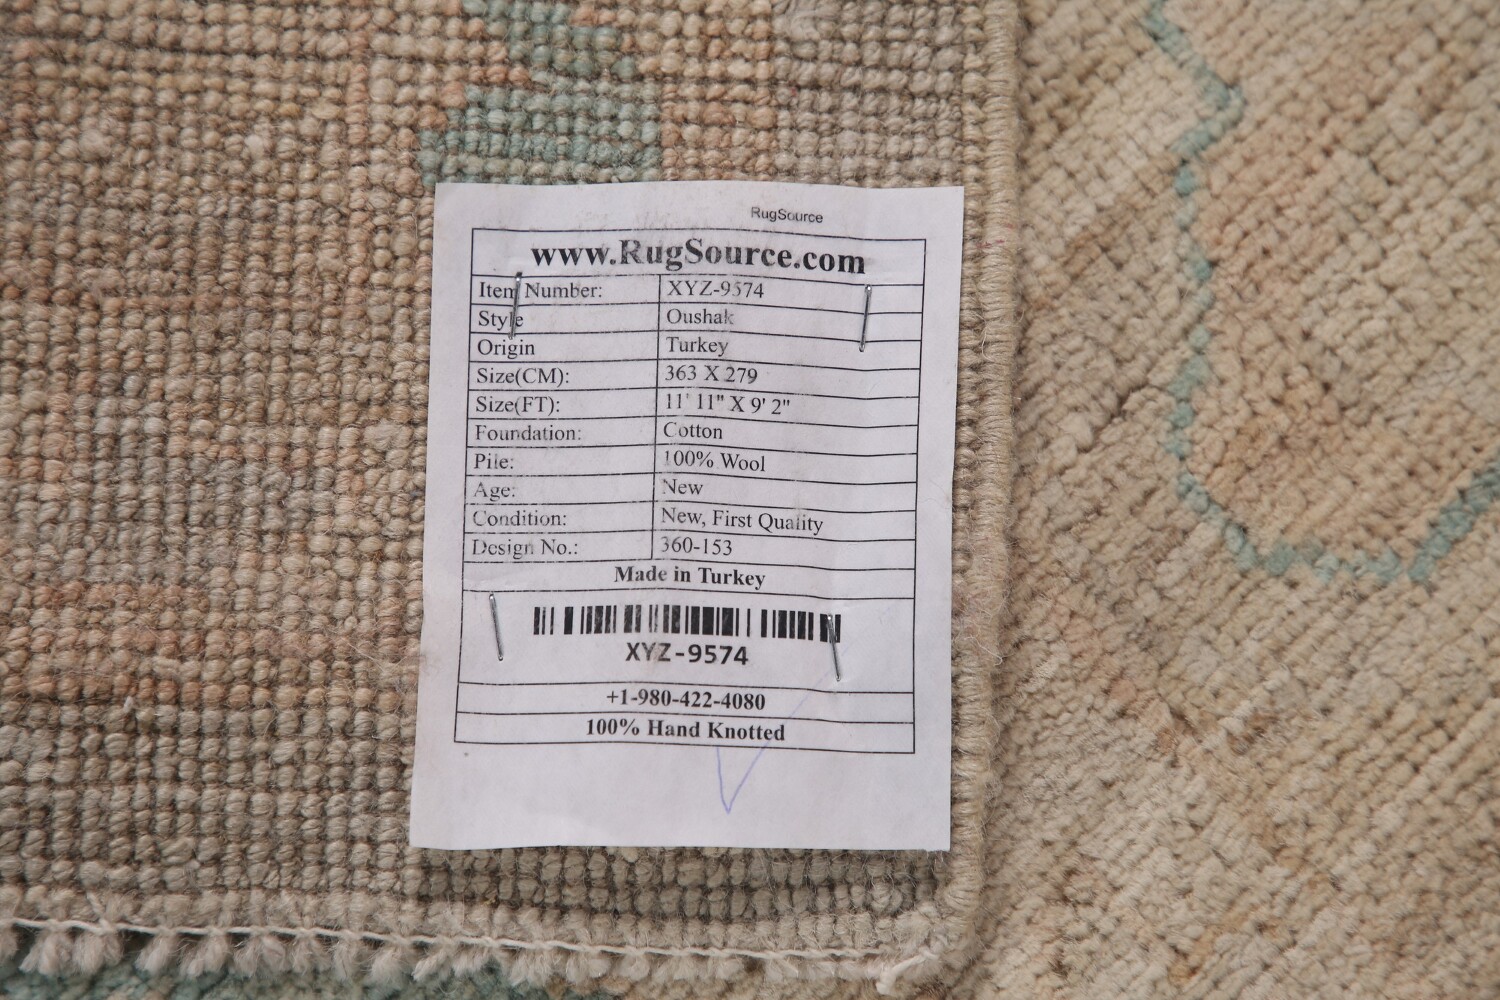 RugSource
www.RugSource.com
Item Number: XYZ-9574
Style Oushak
Origin Turkey
Size(CM): 363 X 279
Size(FT): 11' 11" X 9' 2"
Foundation: Cotton
Pile: 100% Wool
Age: New
Condition: New, First Quality
Design No.: 360-153
Made in Turkey
XYZ-9574
+1-980-422-4080
100% Hand Knotted